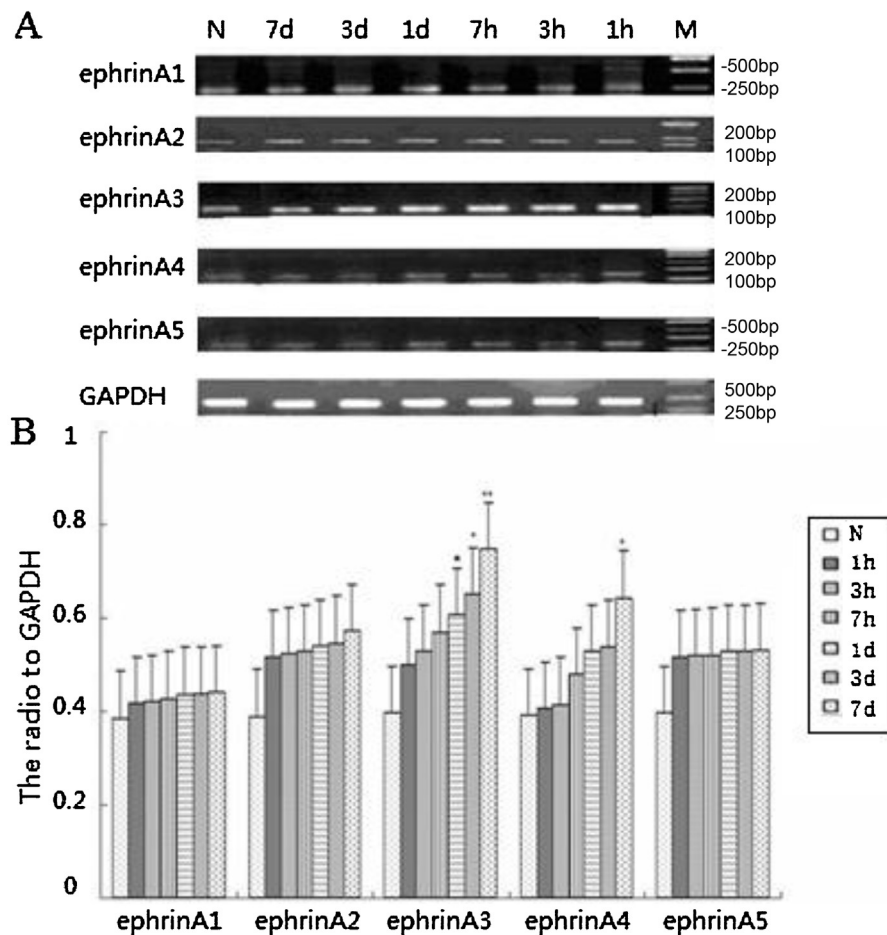 A
N 7d 3d 1d 7h 3h 1h M
ephrinA1 -500bp
-250bp
ephrinA2 200bp
100bp
ephrinA3 200bp
100bp
ephrinA4 200bp
100bp
ephrinA5 -500bp
-250bp
GAPDH 500bp
250bp
B
The radio to GAPDH
1
0.8
0.6
0.4
0.2
0
* * ** *
ephrinA1 ephrinA2 ephrinA3 ephrinA4 ephrinA5
N
1h
3h
7h
1d
3d
7d